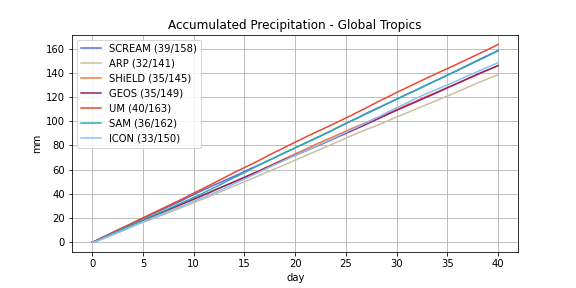 Accumulated Precipitation - Global Tropics
mm
160
140
120
100
80
60
40
20
0
SCREAM (39/158)
ARP (32/141)
SHiELD (35/145)
GEOS (35/149)
UM (40/163)
SAM (36/162)
ICON (33/150)
0 5 10 15 20 25 30 35 40
day